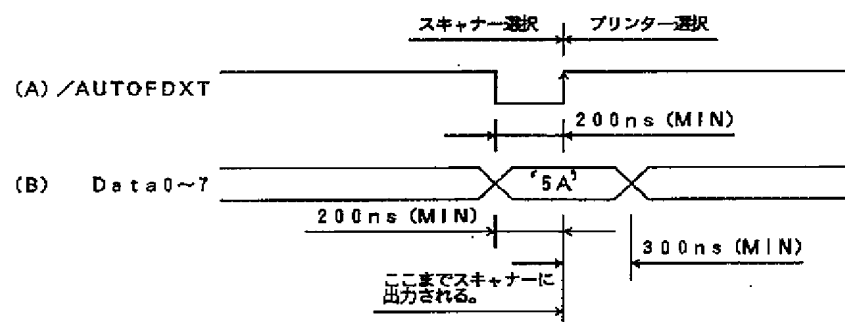 スキャナー選択 プリンター選択
(A)／AUTOFDXT
200ns(MIN)
(B) Data0～7 '5A'
200ns(MIN)
300ns(MIN)
ここまでスキャナーに
出力される。